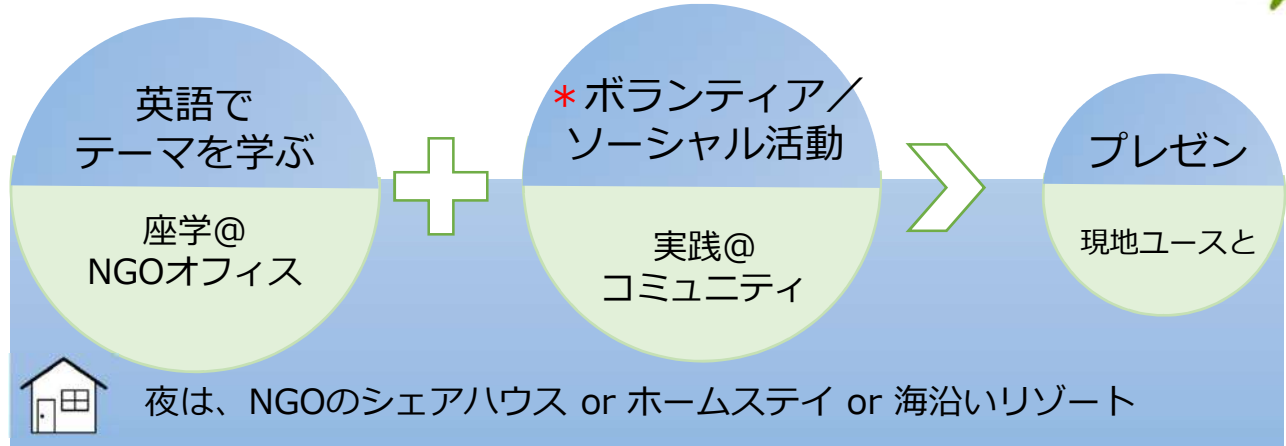 英語で
テーマを学ぶ
座学@
NGOオフィス
*ボランティア／
ソーシャル活動
実践@
コミュニティ
プレゼン
現地ユースと
夜は、NGOのシェアハウス or ホームステイ or 海沿いリゾート